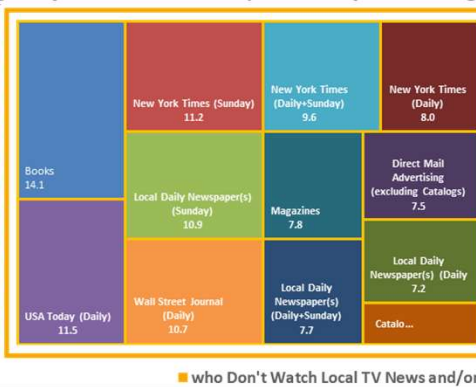 Books
14.1
USA Today (Daily)
11.5
New York Times (Sunday)
11.2
Local Daily Newspaper(s)
(Sunday)
10.9
Wall Street Journal
(Daily)
10.7
New York Times
(Daily+Sunday)
9.6
New York Times
(Daily)
8.0
Magazines
7.8
Local Daily
Newspaper(s)
(Daily+Sunday)
7.7
Direct Mail
Advertising
(excluding Catalogs)
7.5
Local Daily
Newspaper(s) (Daily
7.2
Catalo...
who Don't Watch Local TV News and/or